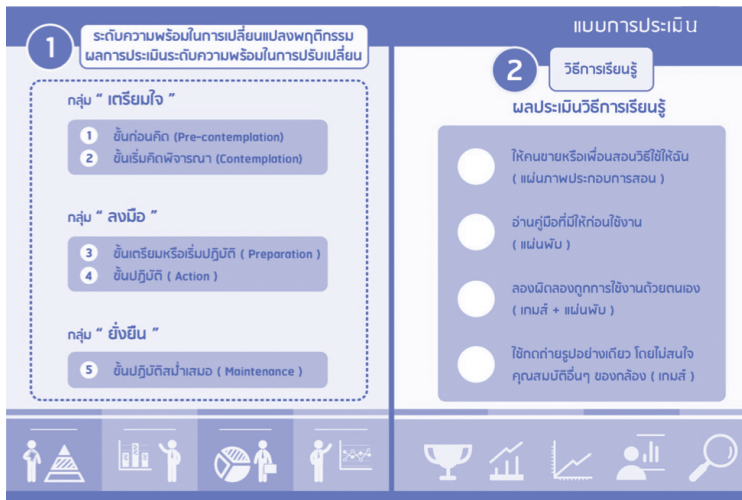 1
ระดับความพร้อมในการเปลี่ยนแปลงพฤติกรรม
ผลการประเมินระดับความพร้อมในการปรับเปลี่ยน
กลุ่ม “ เตรียมใจ ”
1 ขั้นก่อนคิด (Pre-contemplation)
2 ขั้นเริ่มคิดพิจารณา (Contemplation)
กลุ่ม “ ลงมือ ”
3 ขั้นเตรียมหรือเริ่มปฏิบัติ ( Preparation )
4 ขั้นปฏิบัติ ( Action )
กลุ่ม “ ยั่งยืน ”
5 ขั้นปฏิบัติสม่ำเสมอ ( Maintenance )
แบบการประเมิน
2
วิธีการเรียนรู้
ผลประเมินวิธีการเรียนรู้
ให้คนขายหรือเพื่อนสอนวิธีใช้ให้ฉัน
( แผ่นภาพประกอบการสอน )
อ่านคู่มือที่มีให้ก่อนใช้งาน
( แผ่นพับ )
ลองผิดลองถูกการใช้งานด้วยตนเอง
( เกมส์ + แผ่นพับ )
ใช้กดถ่ายรูปอย่างเดียว โดยไม่สนใจ
คุณสมบัติอื่นๆ ของกล้อง ( เกมส์ )